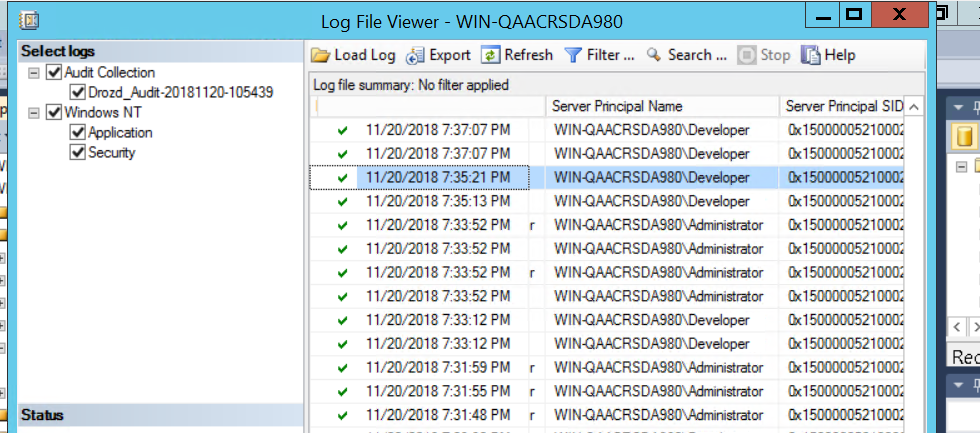 Log File Viewer - WIN-QAACRSDA980
Select logs
Audit Collection
Drozd_Audit-20181120-105439
Windows NT
Application
Security
Status
Load Log Export Refresh Filter ... Search ... Stop Help
Log file summary: No filter applied
Server Principal Name Server Principal SID
11/20/2018 7:37:07 PM WIN-QAACRSDA980\Developer 0x15000005210002
11/20/2018 7:37:07 PM WIN-QAACRSDA980\Developer 0x15000005210002
11/20/2018 7:35:21 PM WIN-QAACRSDA980\Developer 0x15000005210002
11/20/2018 7:35:13 PM WIN-QAACRSDA980\Developer 0x15000005210002
11/20/2018 7:33:52 PM r WIN-QAACRSDA980\Administrator 0x15000005210002
11/20/2018 7:33:52 PM WIN-QAACRSDA980\Administrator 0x15000005210002
11/20/2018 7:33:52 PM r WIN-QAACRSDA980\Administrator 0x15000005210002
11/20/2018 7:33:52 PM WIN-QAACRSDA980\Administrator 0x15000005210002
11/20/2018 7:33:12 PM WIN-QAACRSDA980\Developer 0x15000005210002
11/20/2018 7:33:12 PM WIN-QAACRSDA980\Developer 0x15000005210002
11/20/2018 7:31:59 PM r WIN-QAACRSDA980\Administrator 0x15000005210002
11/20/2018 7:31:55 PM r WIN-QAACRSDA980\Administrator 0x15000005210002
11/20/2018 7:31:48 PM r WIN-QAACRSDA980\Administrator 0x15000005210002
Rec